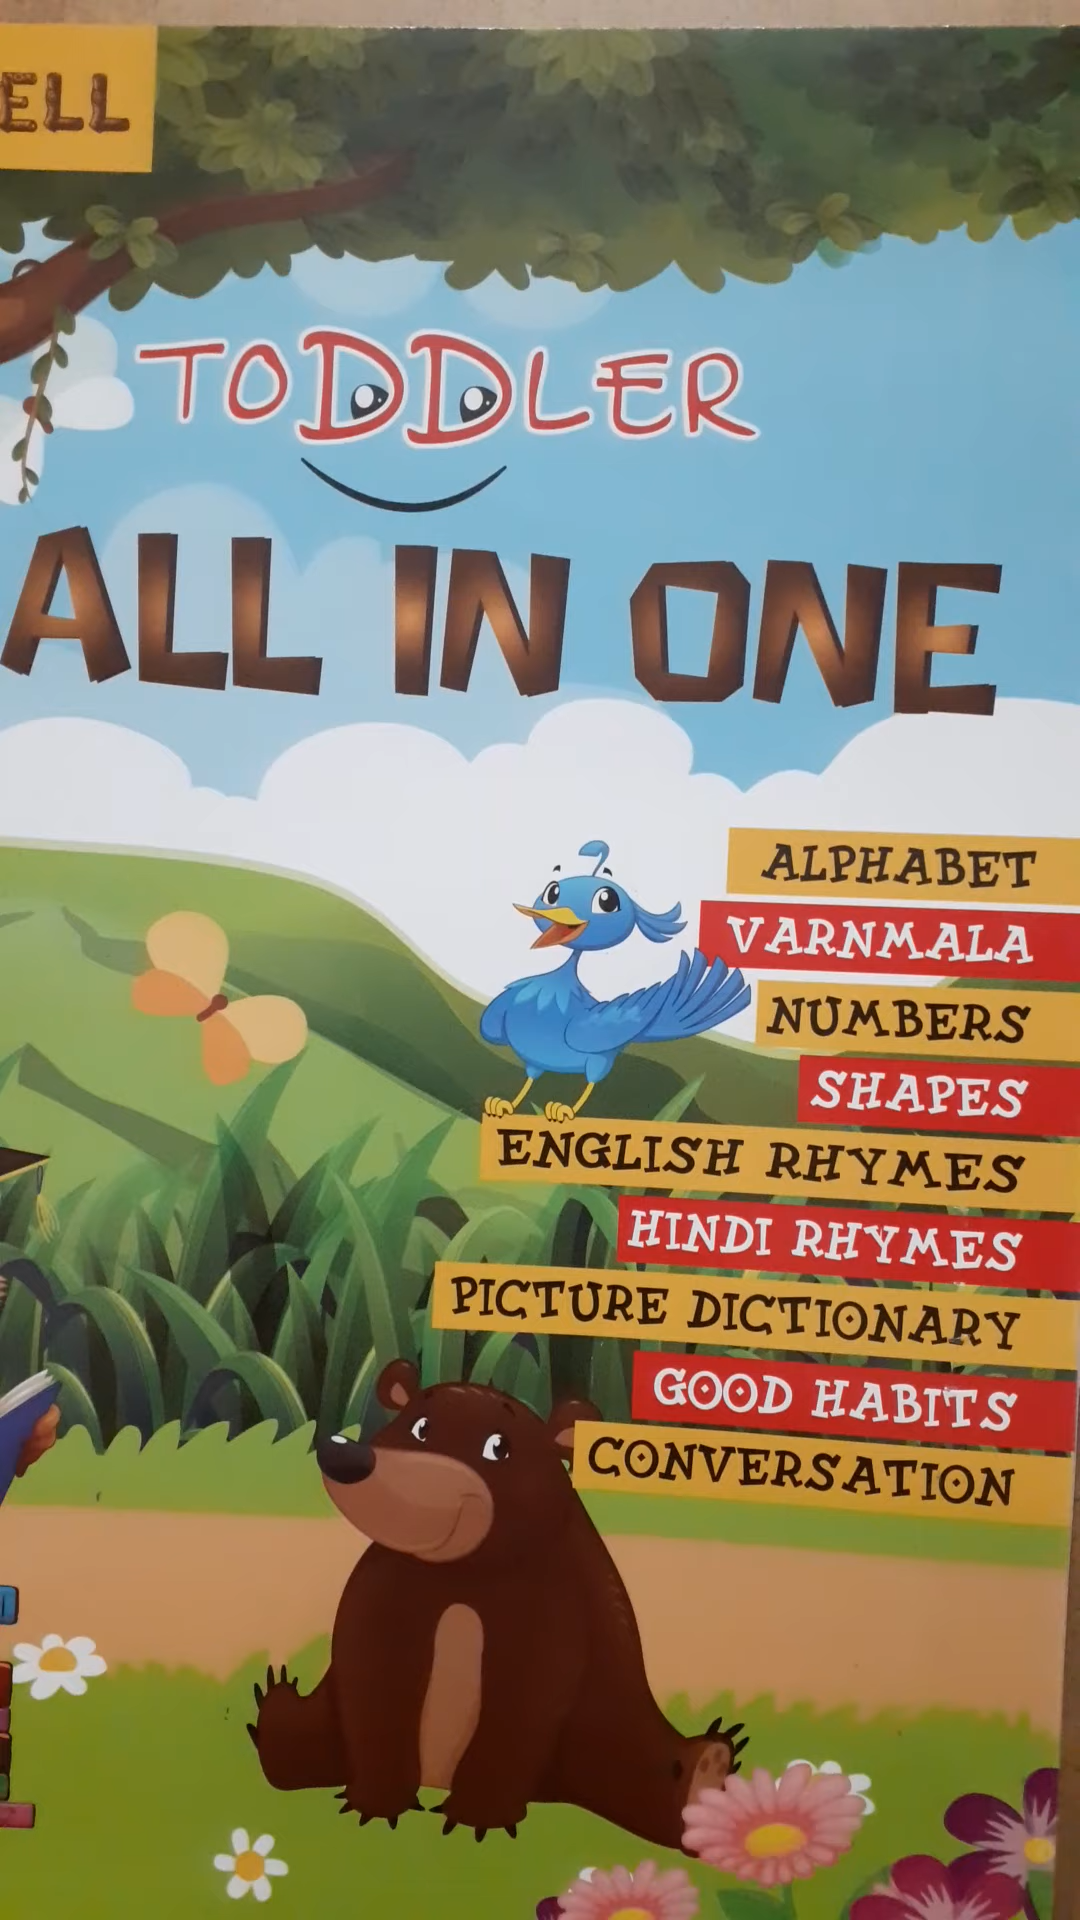 ELL
TODDLER
ALL IN ONE
ALPHABET
VARNMALA
NUMBERS
SHAPES
ENGLISH RHYMES
HINDI RHYMES
PICTURE DICTIONARY
GOOD HABITS
CONVERSATION